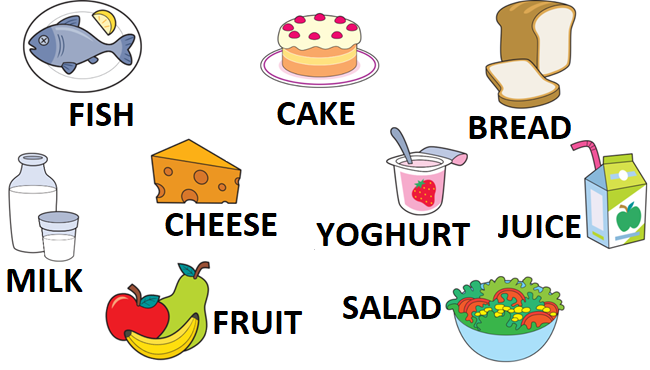 FISH
CAKE
BREAD
CHEESE
YOGHURT
JUICE
MILK
FRUIT
SALAD